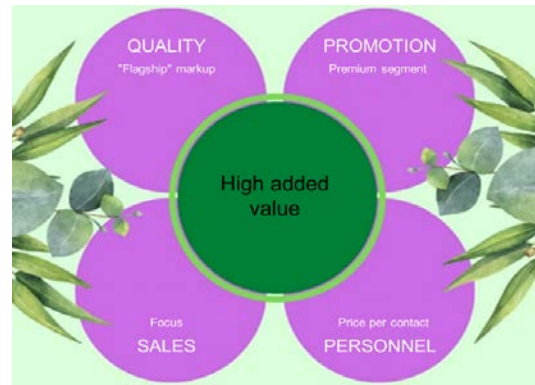 QUALITY
"Flagship" markup
PROMOTION
Premium segment
High added
value
Focus
SALES
Price per contact
PERSONNEL